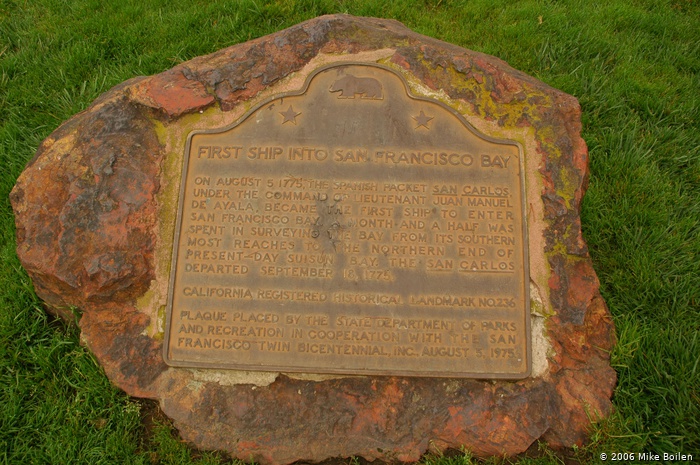 FIRST SHIP INTO SAN FRANCISCO BAY
ON AUGUST 5, 1775, THE SPANISH PACKET SAN CARLOS,
UNDER THE COMMAND OF LIEUTENANT JUAN MANUEL
DE AYALA, BECAME THE FIRST SHIP TO ENTER
SAN FRANCISCO BAY. A MONTH AND A HALF WAS
SPENT IN SURVEYING THE BAY FROM ITS SOUTHERN
MOST REACHES TO THE NORTHERN END OF
PRESENT-DAY SUISUN BAY. THE SAN CARLOS
DEPARTED SEPTEMBER 18, 1775.
CALIFORNIA REGISTERED HISTORICAL LANDMARK NO.236
PLAQUE PLACED BY THE STATE DEPARTMENT OF PARKS
AND RECREATION IN COOPERATION WITH THE SAN
FRANCISCO TWIN BICENTENNIAL, INC., AUGUST 5, 1975.
© 2006 Mike Boilen